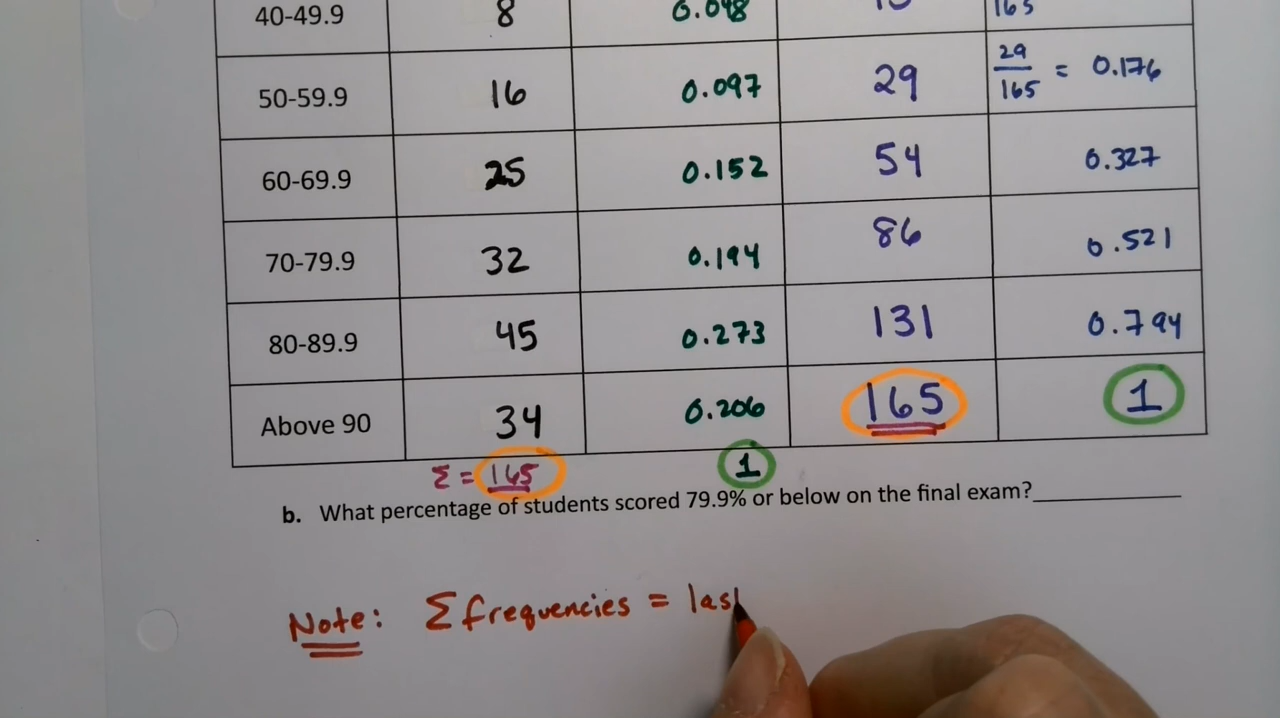 40-49.9 8 165
50-59.9 16 0.097 29 29/165 = 0.176
60-69.9 25 0.152 54 0.327
70-79.9 32 0.194 86 0.521
80-89.9 45 0.273 131 0.794
Above 90 34 0.206 165 1
Σ = 165 1
b. What percentage of students scored 79.9% or below on the final exam?
Note: Σ frequencies = las